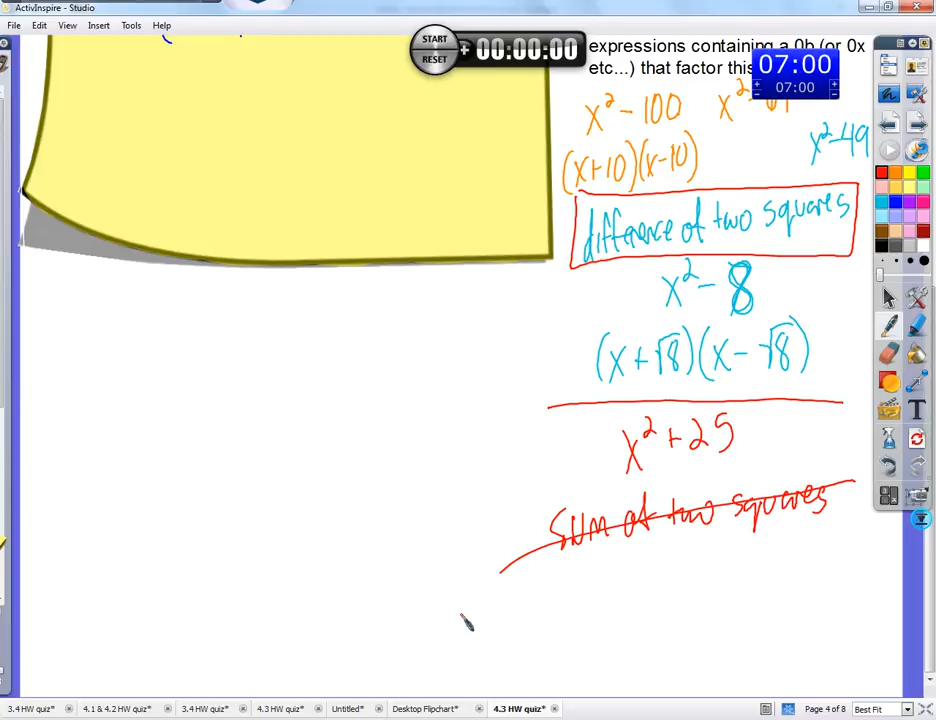 ActivInspire - Studio
File Edit View Insert Tools Help
START
RESET
+ 00:00:00
expressions containing a 0b (or 0x
etc...) that factor this
07:00
07:00
x² - 100 x²-
x²-49
(x+10)(x-10)
difference of two squares
x² - 8
(x+√8)(x-√8)
x²+25
Sum of two squares
3.4 HW quiz* 4.1 & 4.2 HW quiz* 3.4 HW quiz* 4.3 HW quiz* Untitled* Desktop Flipchart* 4.3 HW quiz* Page 4 of 8 Best Fit